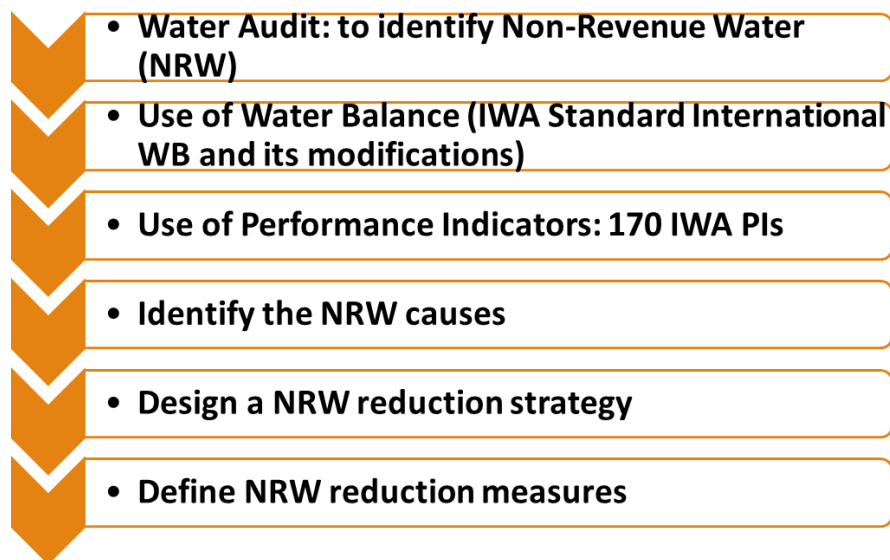 • Water Audit: to identify Non-Revenue Water
(NRW)
• Use of Water Balance (IWA Standard International
WB and its modifications)
• Use of Performance Indicators: 170 IWA PIs
• Identify the NRW causes
• Design a NRW reduction strategy
• Define NRW reduction measures